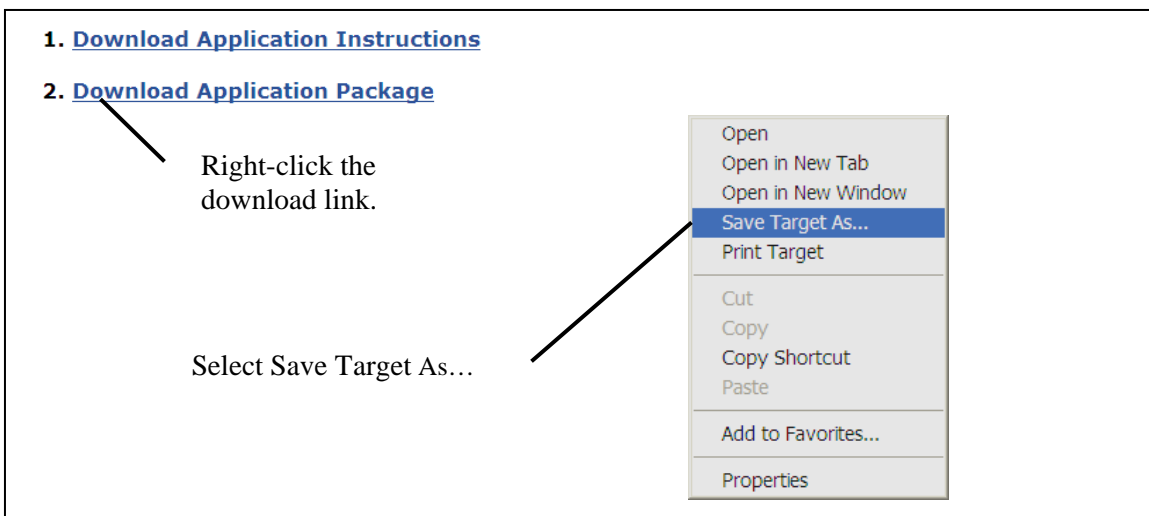 1. Download Application Instructions
2. Download Application Package
Right-click the
download link.
Select Save Target As…
Open
Open in New Tab
Open in New Window
Save Target As...
Print Target
Cut
Copy
Copy Shortcut
Paste
Add to Favorites...
Properties